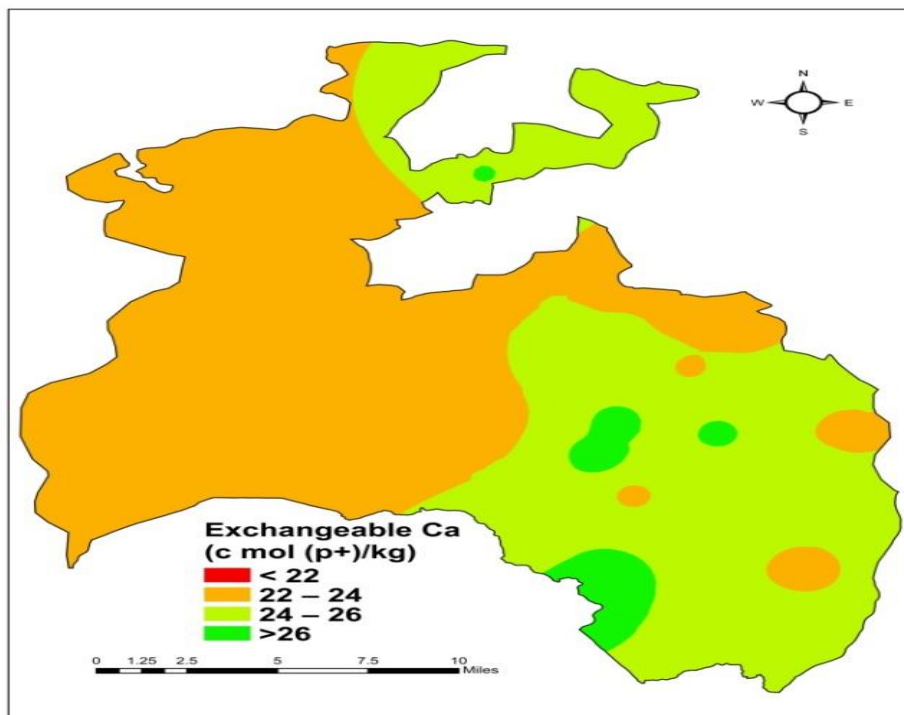 N
W E
S
Exchangeable Ca
(c mol (p+)/kg)
< 22
22 – 24
24 – 26
>26
0 1.25 2.5 5 7.5 10
Miles